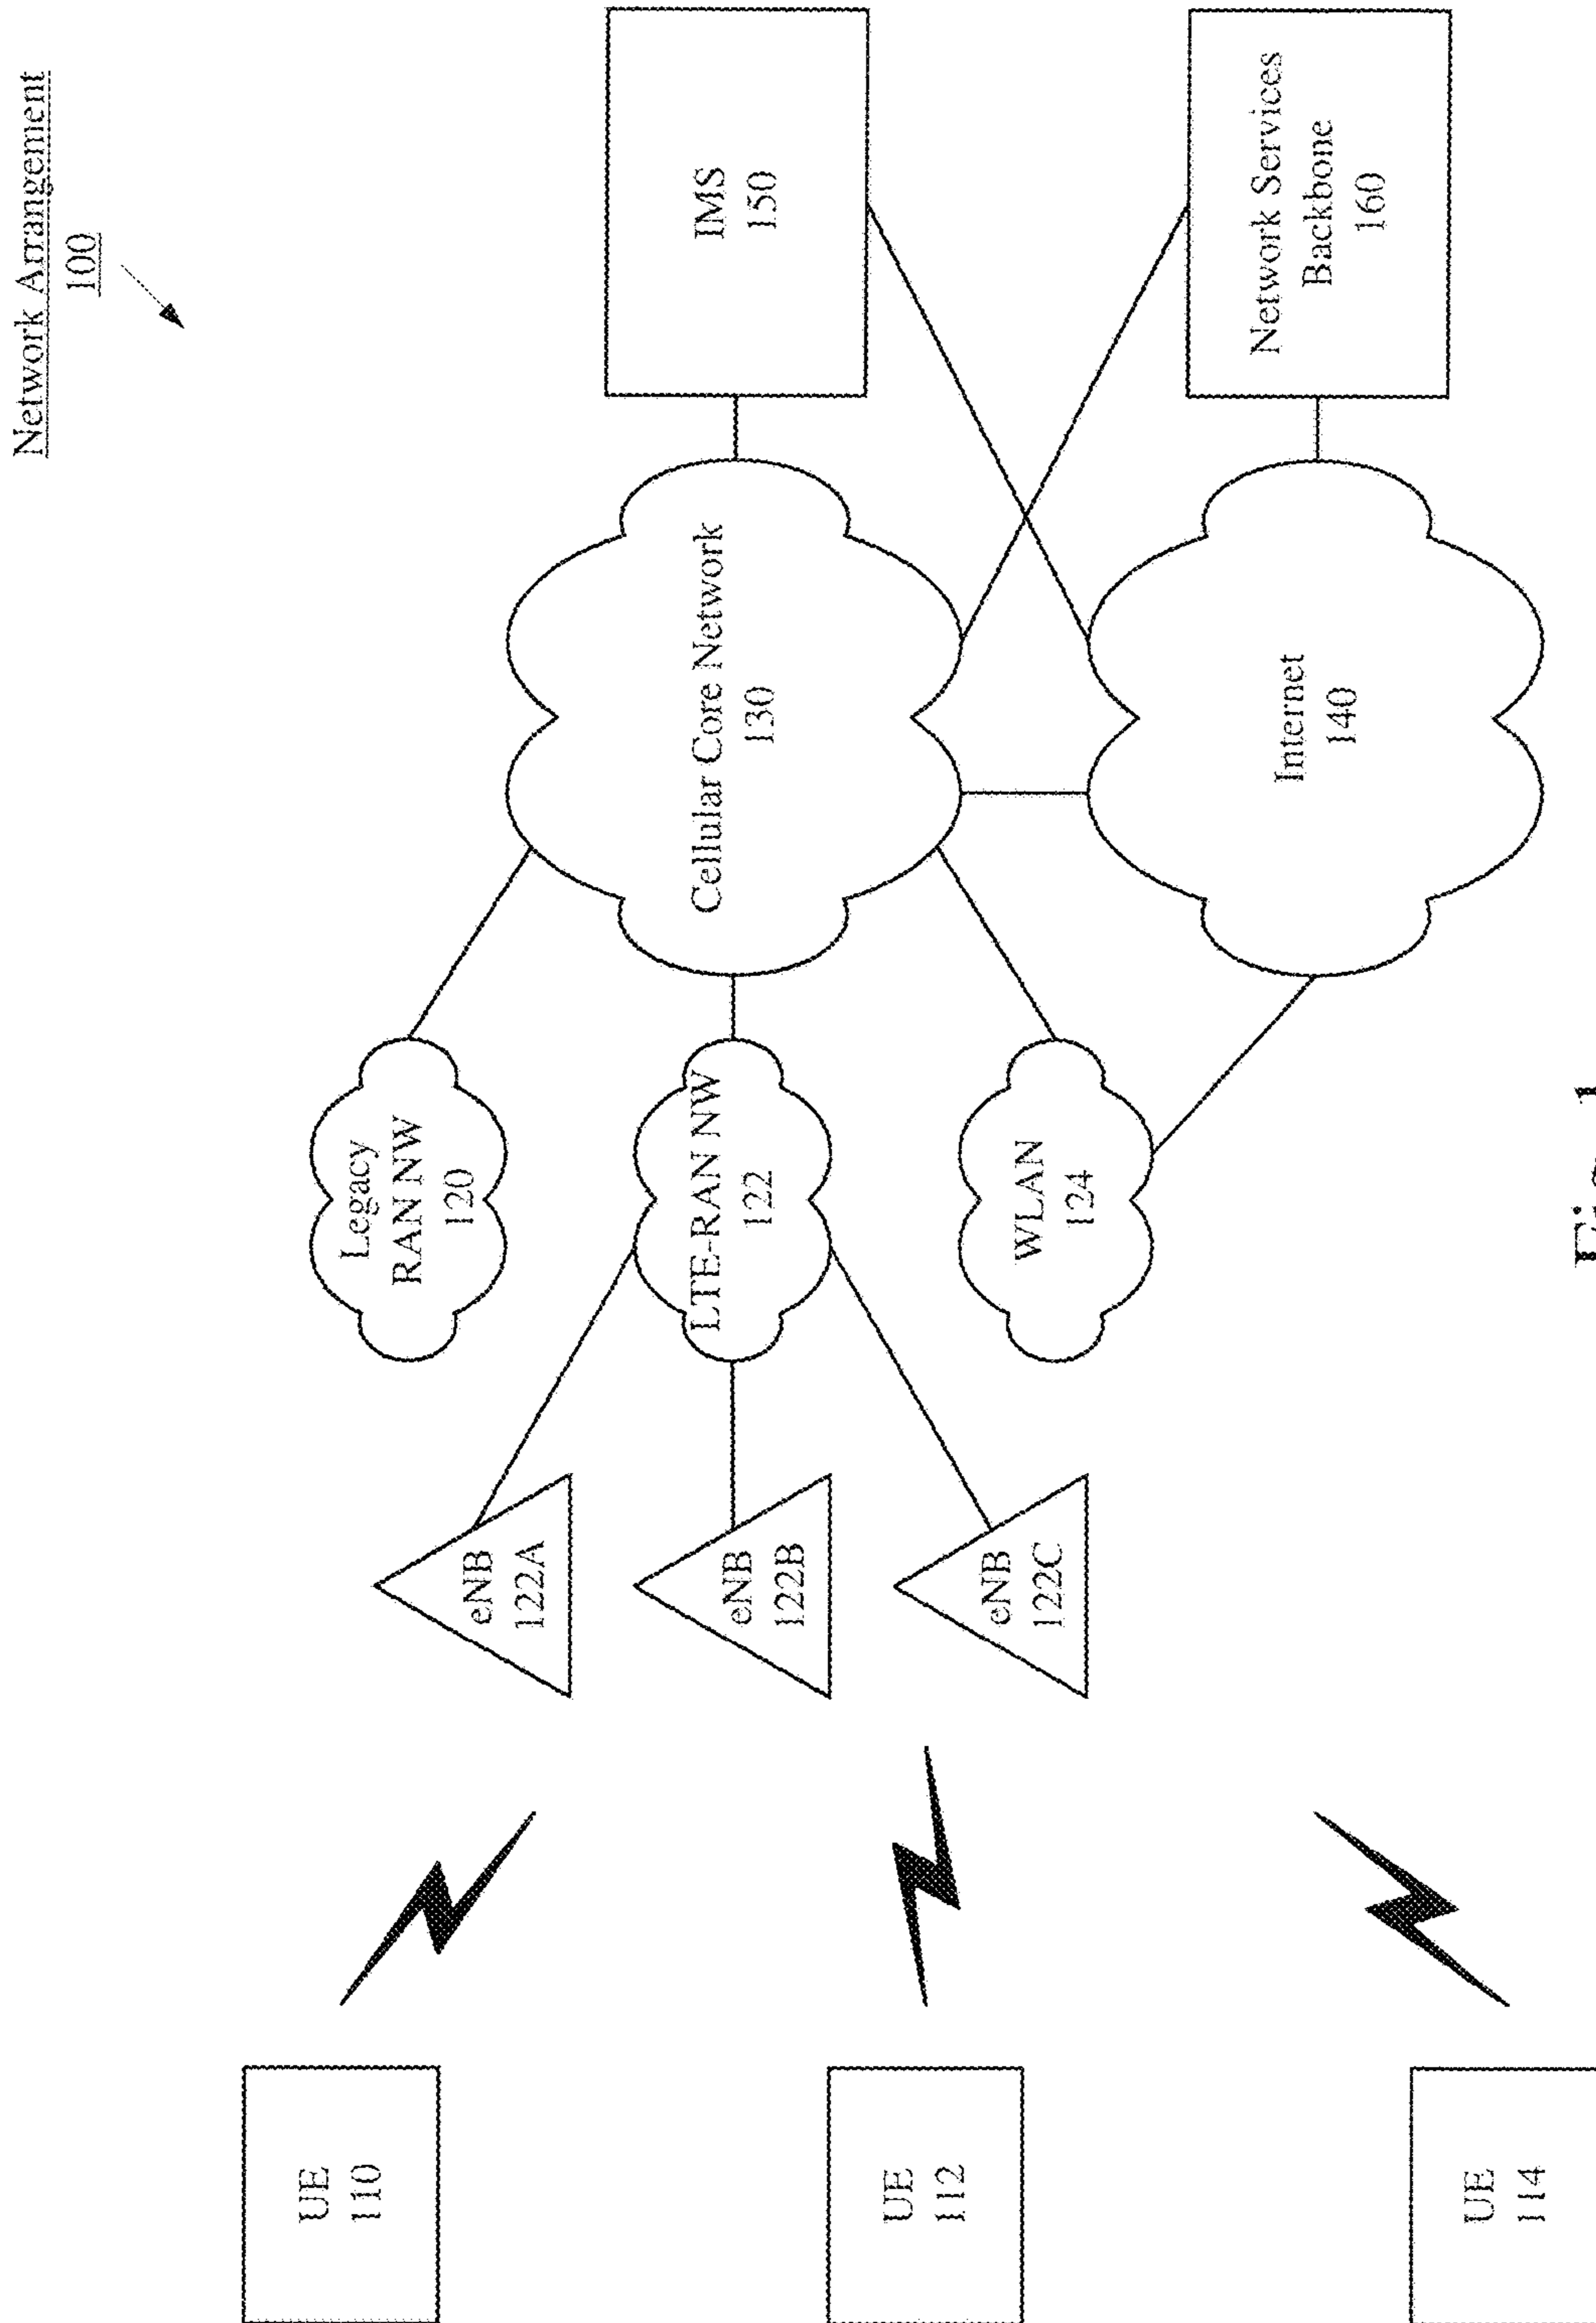 Network Arrangement
100
UE
110
UE
112
UE
114
eNB
122A
eNB
122B
eNB
122C
Legacy
RAN NW
120
LTE-RAN NW
122
WLAN
124
Cellular Core Network
130
Internet
140
IMS
150
Network Services
Backbone
160